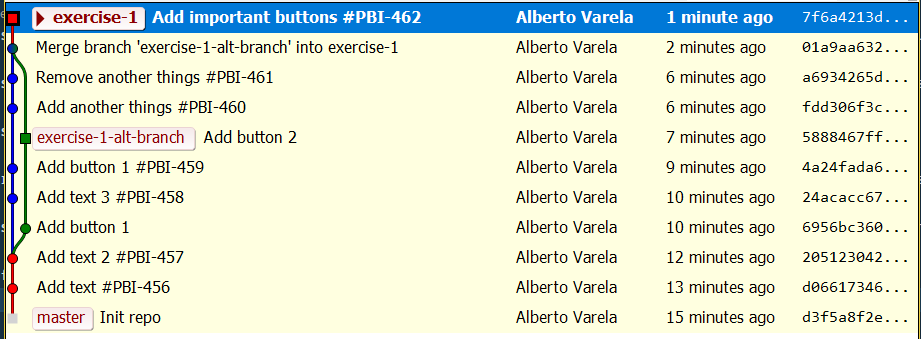 exercise-1 Add important buttons #PBI-462 Alberto Varela 1 minute ago 7f6a4213d...
Merge branch 'exercise-1-alt-branch' into exercise-1 Alberto Varela 2 minutes ago 01a9aa632...
Remove another things #PBI-461 Alberto Varela 6 minutes ago a6934265d...
Add another things #PBI-460 Alberto Varela 6 minutes ago fdd306f3c...
exercise-1-alt-branch Add button 2 Alberto Varela 7 minutes ago 5888467ff...
Add button 1 #PBI-459 Alberto Varela 9 minutes ago 4a24fada6...
Add text 3 #PBI-458 Alberto Varela 10 minutes ago 24acacc67...
Add button 1 Alberto Varela 10 minutes ago 6956bc360...
Add text 2 #PBI-457 Alberto Varela 12 minutes ago 205123042...
Add text #PBI-456 Alberto Varela 13 minutes ago d06617346...
master Init repo Alberto Varela 15 minutes ago d3f5a8f2e...